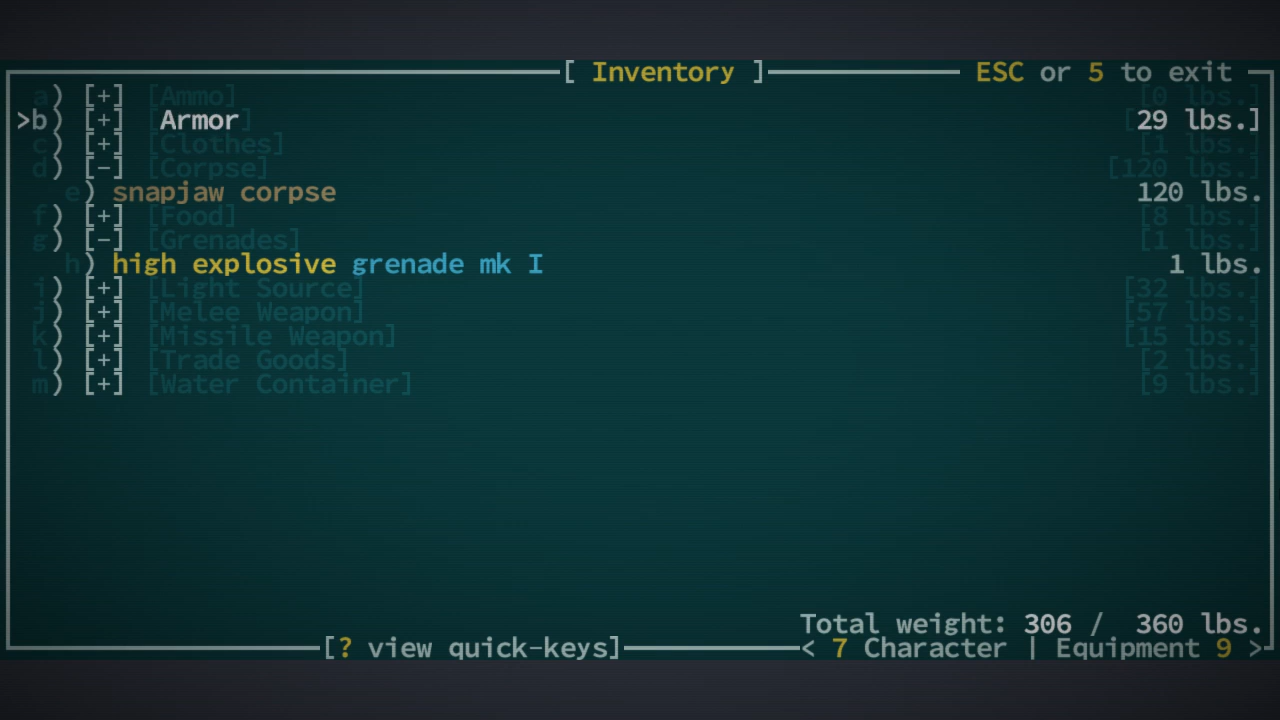 [ Inventory ] ESC or 5 to exit
a) [+] [Ammo] [0 lbs.]
>b) [+] Armor] [29 lbs.]
c) [+] [Clothes] [1 lbs.]
d) [-] [Corpse] [120 lbs.]
e) snapjaw corpse 120 lbs.
f) [+] [Food] [8 lbs.]
g) [-] [Grenades] [1 lbs.]
h) high explosive grenade mk I 1 lbs.
i) [+] [Light Source] [32 lbs.]
j) [+] [Melee Weapon] [57 lbs.]
k) [+] [Missile Weapon] [15 lbs.]
l) [+] [Trade Goods] [2 lbs.]
m) [+] [Water Container] [9 lbs.]
Total weight: 306 / 360 lbs.
[? view quick-keys] < 7 Character | Equipment 9 >